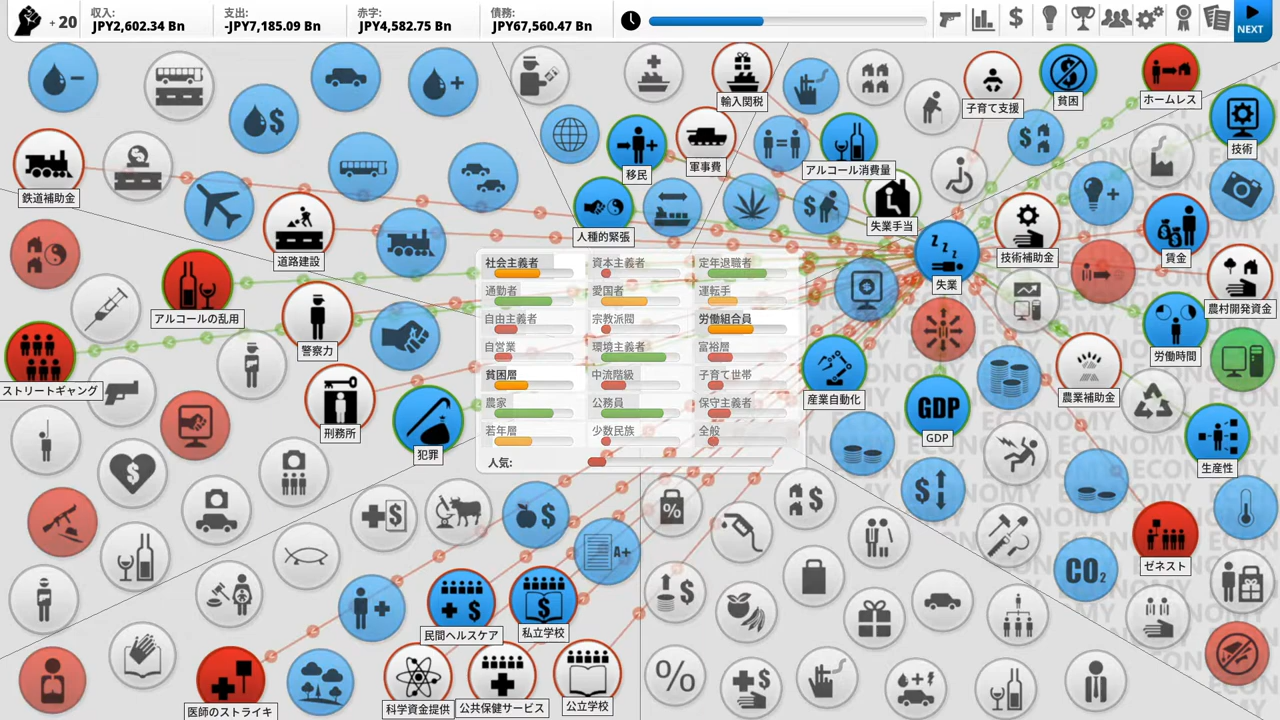 + 20
収入:
JPY2,602.34 Bn
支出:
-JPY7,185.09 Bn
赤字:
JPY4,582.75 Bn
債務:
JPY67,560.47 Bn
$
NEXT
輸入関税
子育て支援
貧困
ホームレス
技術
移民
軍事費
アルコール消費量
鉄道補助金
人種的緊張
失業手当
道路建設
失業
技術補助金
賃金
農村開発資金
アルコールの乱用
警察力
ストリートギャング
労働時間
産業自動化
農業補助金
刑務所
犯罪
GDP
GDP
生産性
社会主義者
資本主義者
定年退職者
通勤者
愛国者
運転手
自由主義者
宗教派閥
労働組合員
自営業
環境主義者
富裕層
貧困層
中流階級
子育て世帯
農家
公務員
保守主義者
若年層
少数民族
全般
人気:
A+
CO₂
ゼネスト
民間ヘルスケア
私立学校
医師のストライキ
科学資金提供
公共保健サービス
公立学校
%
ECONOMY